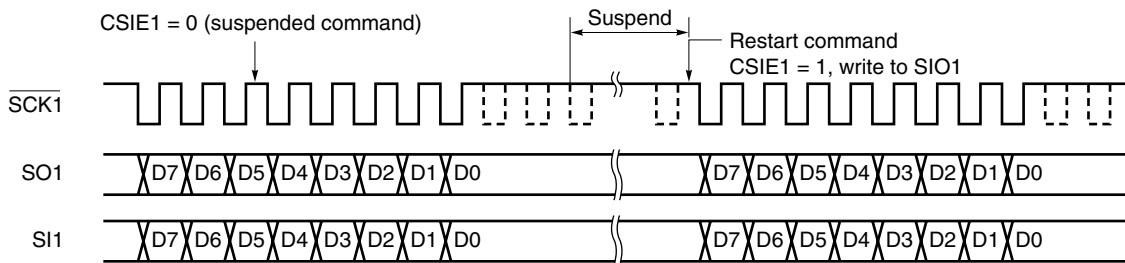 CSIE1 = 0 (suspended command)
Suspend
Restart command
CSIE1 = 1, write to SIO1
SCK1
SO1 D7 D6 D5 D4 D3 D2 D1 D0 D7 D6 D5 D4 D3 D2 D1 D0
SI1 D7 D6 D5 D4 D3 D2 D1 D0 D7 D6 D5 D4 D3 D2 D1 D0